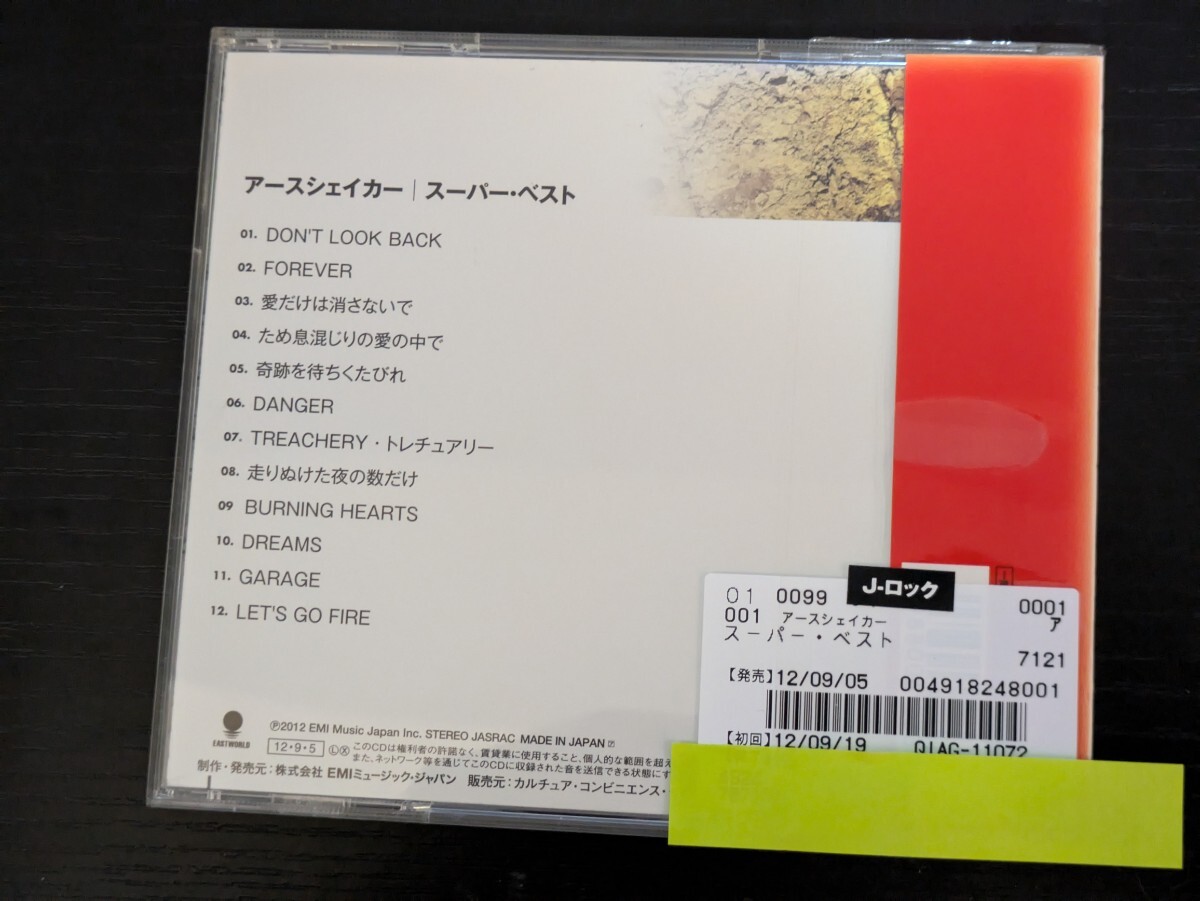 アースシェイカー｜スーパー・ベスト
01. DON'T LOOK BACK
02. FOREVER
03. 愛だけは消さないで
04. ため息混じりの愛の中で
05. 奇跡を待ちくたびれ
06. DANGER
07. TREACHERY・トレチュアリー
08. 走りぬけた夜の数だけ
09 BURNING HEARTS
10. DREAMS
11. GARAGE
12. LET'S GO FIRE
EASTWORLD
℗2012 EMI Music Japan Inc. STEREO JASRAC MADE IN JAPAN
12・9・5 Ⓛ Ⓧ このCDは権利者の許諾なく、賃貸業に使用すること、個人的な範囲を超え
また、ネットワーク等を通じてこのCDに収録された音を送信できる状態にす
制作・発売元：株式会社 EMIミュージック・ジャパン 販売元：カルチュア・コンビニエンス・
J-ロック
01 0099 0001
001 アースシェイカー ア
スーパー・ベスト
7121
【発売】12/09/05 004918248001
【初回】12/09/19 QIAG-11072